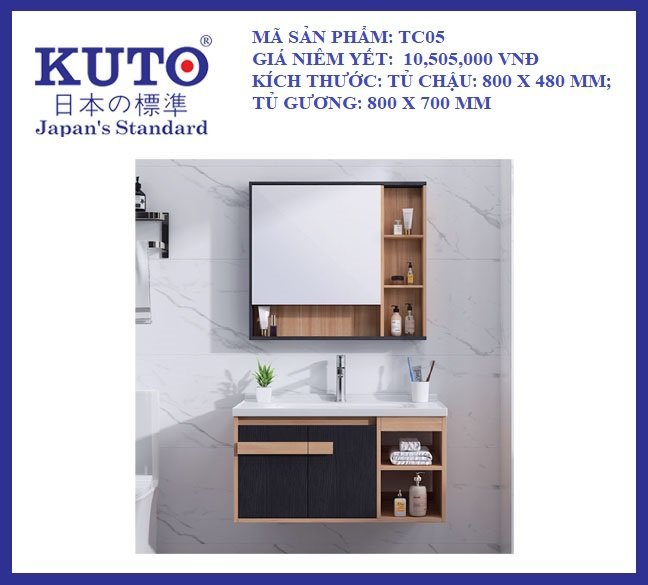 KUTO®
日本の標準
Japan's Standard
MÃ SẢN PHẨM: TC05
GIÁ NIÊM YẾT: 10,505,000 VNĐ
KÍCH THƯỚC: TỦ CHẬU: 800 X 480 MM;
TỦ GƯƠNG: 800 X 700 MM